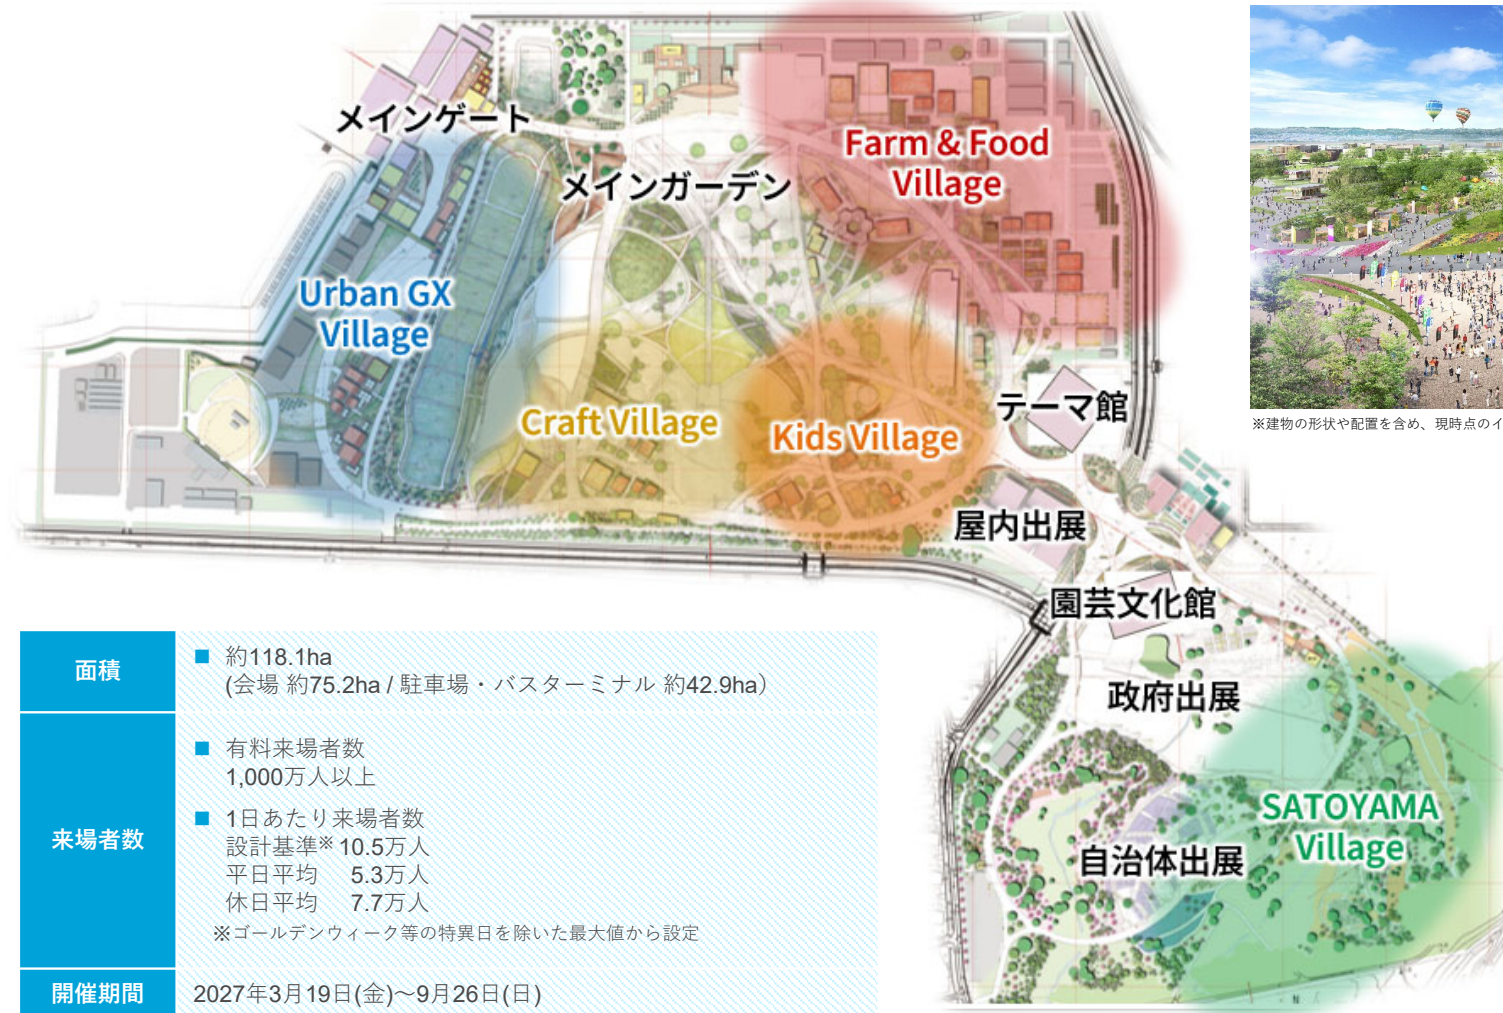 メインゲート
メインガーデン
Farm & Food
Village
Urban GX
Village
Craft Village
Kids Village
テーマ館
屋内出展
園芸文化館
政府出展
SATOYAMA
Village
自治体出展
※建物の形状や配置を含め、現時点のイ
面積
■ 約118.1ha
(会場 約75.2ha / 駐車場・バスターミナル 約42.9ha）
来場者数
■ 有料来場者数
1,000万人以上
■ 1日あたり来場者数
設計基準※ 10.5万人
平日平均 5.3万人
休日平均 7.7万人
※ゴールデンウィーク等の特異日を除いた最大値から設定
開催期間
2027年3月19日(金)～9月26日(日)
N